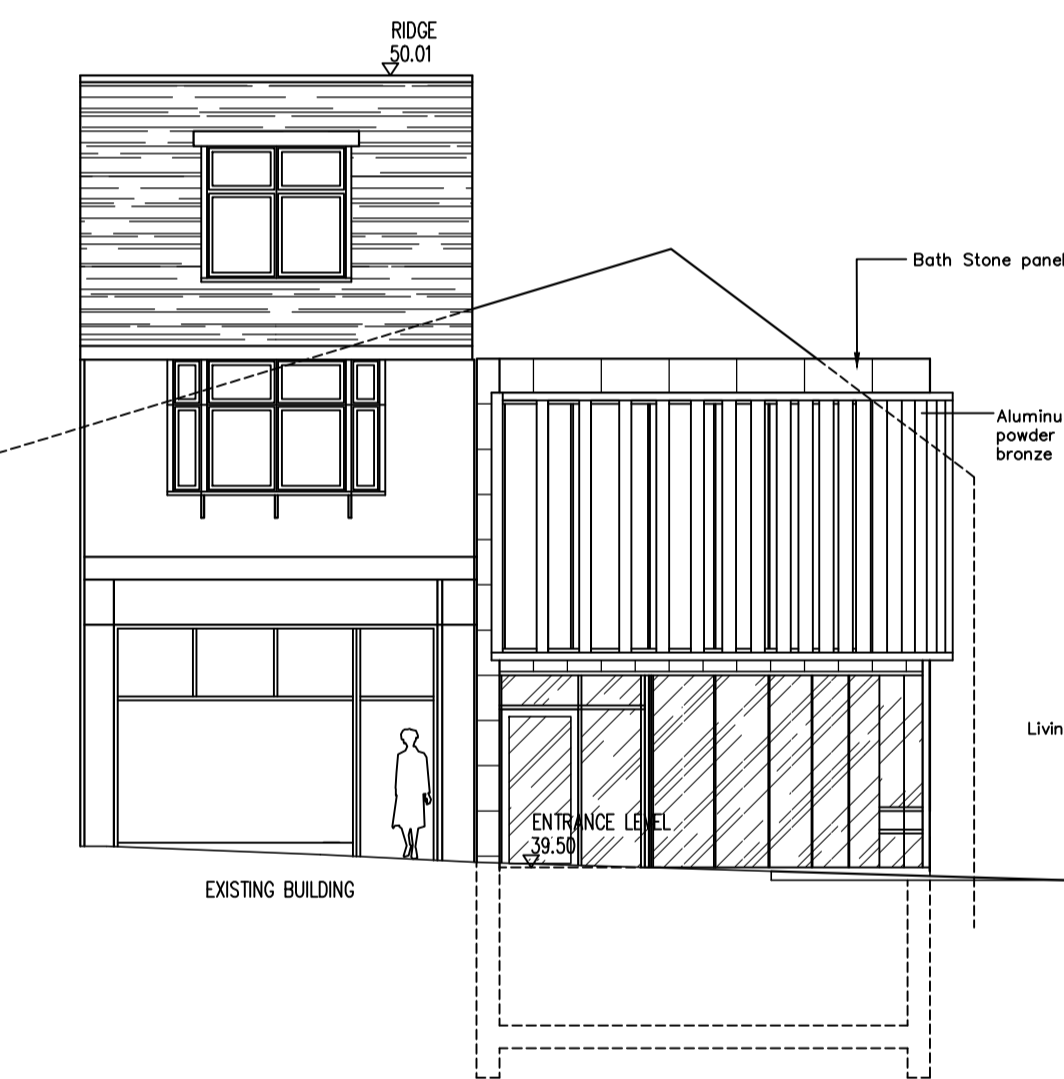 RIDGE
50.01
Bath Stone panel
Aluminu
powder
bronze
Livin
ENTRANCE LEVEL
39.50
EXISTING BUILDING